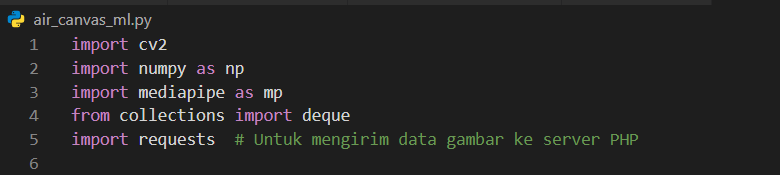 air_canvas_ml.py
1 import cv2
2 import numpy as np
3 import mediapipe as mp
4 from collections import deque
5 import requests  # Untuk mengirim data gambar ke server PHP
6